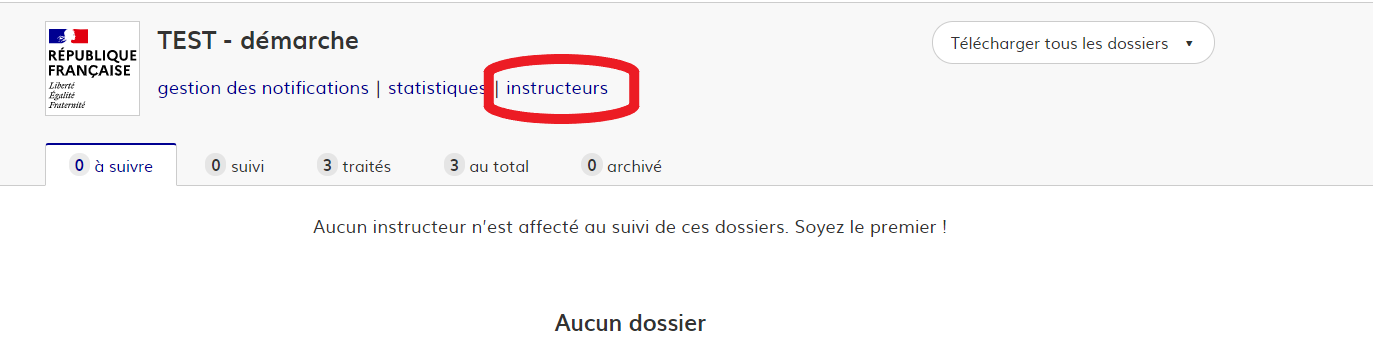 RÉPUBLIQUE
FRANÇAISE
Liberté
Égalité
Fraternité
TEST - démarche
gestion des notifications | statistiques | instructeurs
Télécharger tous les dossiers ▼
0 à suivre 0 suivi 3 traités 3 au total 0 archivé
Aucun instructeur n’est affecté au suivi de ces dossiers. Soyez le premier !
Aucun dossier